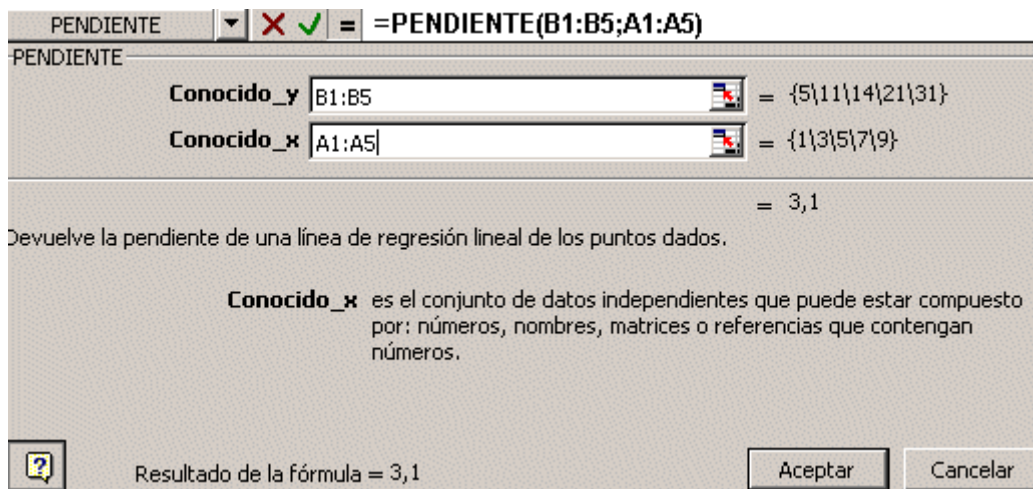 PENDIENTE = =PENDIENTE(B1:B5;A1:A5)
PENDIENTE
Conocido_y B1:B5 = {5\11\14\21\31}
Conocido_x A1:A5 = {1\3\5\7\9}
= 3,1
Devuelve la pendiente de una línea de regresión lineal de los puntos dados.
Conocido_x es el conjunto de datos independientes que puede estar compuesto
por: números, nombres, matrices o referencias que contengan
números.
? Resultado de la fórmula = 3,1 Aceptar Cancelar